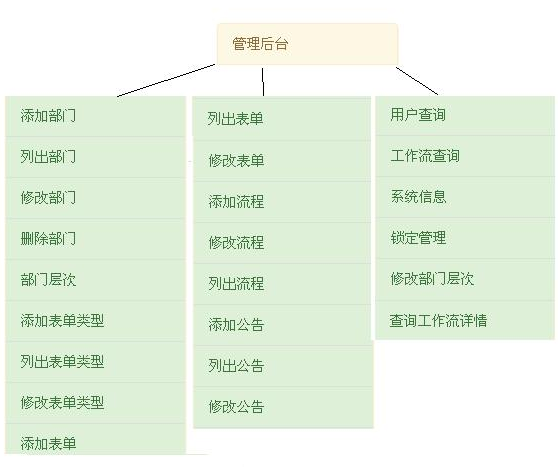 管理后台
添加部门
列出部门
修改部门
删除部门
部门层次
添加表单类型
列出表单类型
修改表单类型
添加表单
列出表单
修改表单
添加流程
修改流程
列出流程
添加公告
列出公告
修改公告
用户查询
工作流查询
系统信息
锁定管理
修改部门层次
查询工作流详情